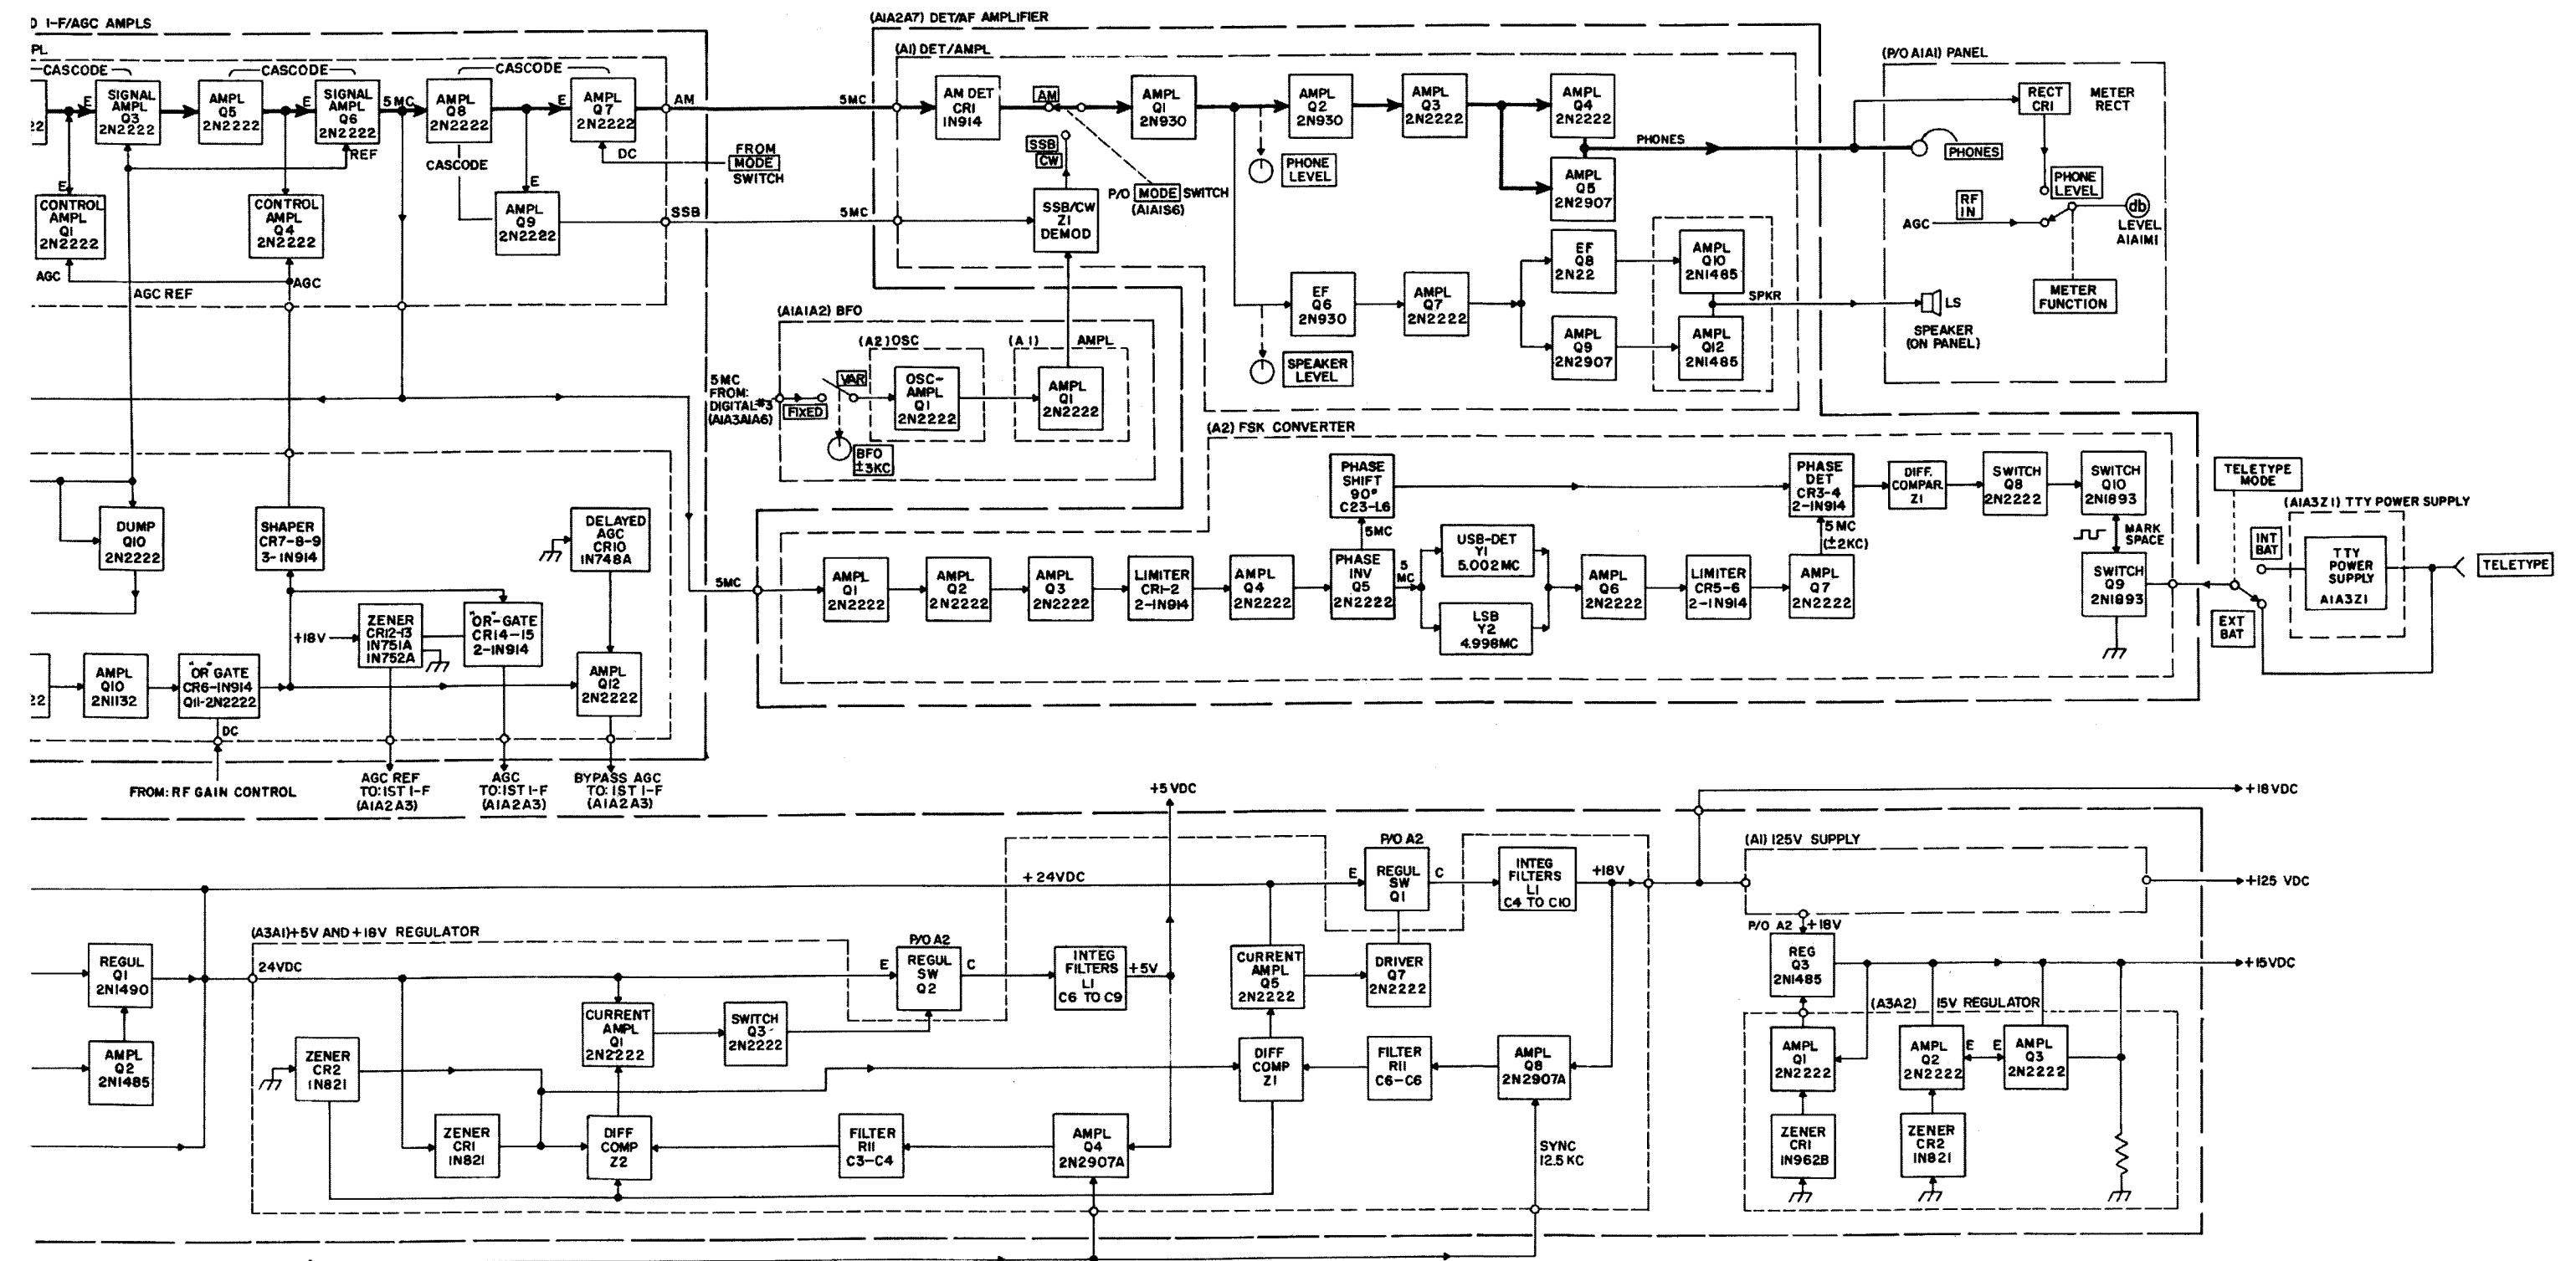 D I-F/AGC AMPLS
PL
CASCODE
22
E
SIGNAL
AMPL
Q3
2N2222
AMPL
Q5
2N2222
CASCODE
E
SIGNAL
AMPL
Q6
2N2222
REF
5MC
AMPL
Q8
2N2222
CASCODE
CASCODE
E
AMPL
Q7
2N2222
AM
DC
FROM
MODE
SWITCH
E
CONTROL
AMPL
Q1
2N2222
AGC
CONTROL
AMPL
Q4
2N2222
AGC
AGC REF
E
AMPL
Q9
2N2222
SSB
DUMP
Q10
2N2222
SHAPER
CR7-8-9
3-1N914
DELAYED
AGC
CR10
1N748A
+18V
ZENER
CR12-13
1N751A
1N752A
"OR"-GATE
CR14-15
2-1N914
22
AMPL
Q10
2N1132
"OR" GATE
CR6-1N914
Q11-2N2222
DC
AMPL
Q12
2N2222
FROM: RF GAIN CONTROL
AGC REF
TO: 1ST I-F
(A1A2A3)
AGC
TO: 1ST I-F
(A1A2A3)
BYPASS AGC
TO: 1ST I-F
(A1A2A3)
(A1A2A7) DET/AF AMPLIFIER
(A1) DET/AMPL
5MC
AM DET
CR1
1N914
AM
SSB
CW
P/O MODE SWITCH
(A1A1S6)
5MC
SSB/CW
Z1
DEMOD
AMPL
Q1
2N930
PHONE
LEVEL
AMPL
Q2
2N930
AMPL
Q3
2N2222
AMPL
Q4
2N2222
AMPL
Q5
2N2907
PHONES
EF
Q6
2N930
SPEAKER
LEVEL
AMPL
Q7
2N2222
EF
Q8
2N22
AMPL
Q9
2N2907
AMPL
Q10
2N1485
AMPL
Q12
2N1485
SPKR
(P/O A1A1) PANEL
RECT
CR1
METER
RECT
PHONES
PHONE
LEVEL
RF
IN
AGC
db
LEVEL
A1A1M1
METER
FUNCTION
LS
SPEAKER
(ON PANEL)
(A1A1A2) BFO
5MC
FROM:
DIGITAL #3
(A1A3A1A6)
FIXED
VAR
BFO
±3KC
(A2) OSC
OSC-
AMPL
Q1
2N2222
(A1) AMPL
AMPL
Q1
2N2222
(A2) FSK CONVERTER
5MC
AMPL
Q1
2N2222
AMPL
Q2
2N2222
AMPL
Q3
2N2222
LIMITER
CR1-2
2-1N914
AMPL
Q4
2N2222
PHASE
SHIFT
90°
C23-L6
5MC
PHASE
INV
Q5
2N2222
5
MC
USB-DET
Y1
5.002MC
LSB
Y2
4.998MC
AMPL
Q6
2N2222
LIMITER
CR5-6
2-1N914
AMPL
Q7
2N2222
5 MC
(±2KC)
PHASE
DET
CR3-4
2-1N914
DIFF.
COMPAR.
Z1
SWITCH
Q8
2N2222
SWITCH
Q10
2N1893
MARK
SPACE
SWITCH
Q9
2N1893
TELETYPE
MODE
(A1A3Z1) TTY POWER SUPPLY
INT
BAT
EXT
BAT
TTY
POWER
SUPPLY
A1A3Z1
TELETYPE
+5VDC
+18VDC
+125 VDC
+15VDC
+24VDC
REGUL
Q1
2N1490
AMPL
Q2
2N1485
(A3A1)+5V AND +18V REGULATOR
24VDC
ZENER
CR2
1N821
ZENER
CR1
1N821
CURRENT
AMPL
Q1
2N2222
SWITCH
Q3
2N2222
DIFF
COMP
Z2
P/O A2
E
REGUL
SW
Q2
C
FILTER
R11
C3-C4
INTEG
FILTERS
L1
C6 TO C9
+5V
AMPL
Q4
2N2907A
P/O A2
E
REGUL
SW
Q1
C
INTEG
FILTERS
L1
C4 TO C10
+18V
CURRENT
AMPL
Q5
2N2222
DRIVER
Q7
2N2222
DIFF
COMP
Z1
FILTER
R11
C6-C6
AMPL
Q8
2N2907A
SYNC
12.5KC
(A1) 125V SUPPLY
P/O A2
+18V
REG
Q3
2N1485
(A3A2) 15V REGULATOR
AMPL
Q1
2N2222
AMPL
Q2
2N2222
E
E
AMPL
Q3
2N2222
ZENER
CR1
1N962B
ZENER
CR2
1N821